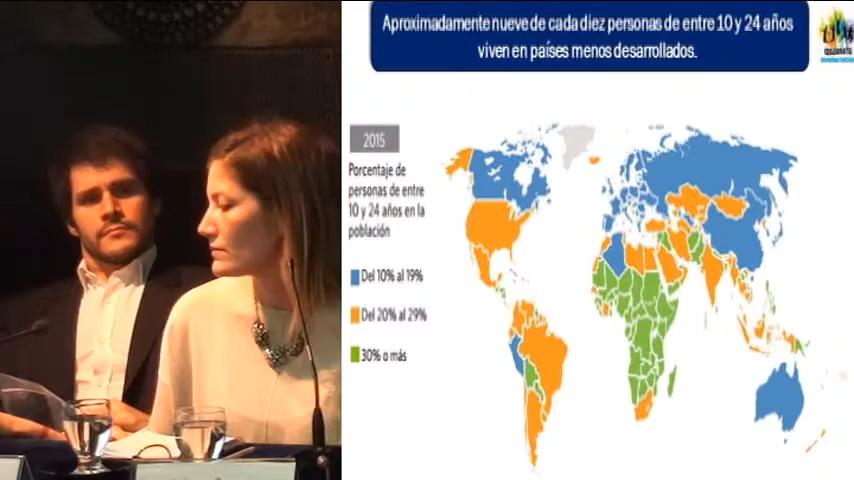 Aproximadamente nueve de cada diez personas de entre 10 y 24 años
viven en países menos desarrollados.
2015
Porcentaje de
personas de entre
10 y 24 años en la
población
Del 10% al 19%
Del 20% al 29%
30% o más